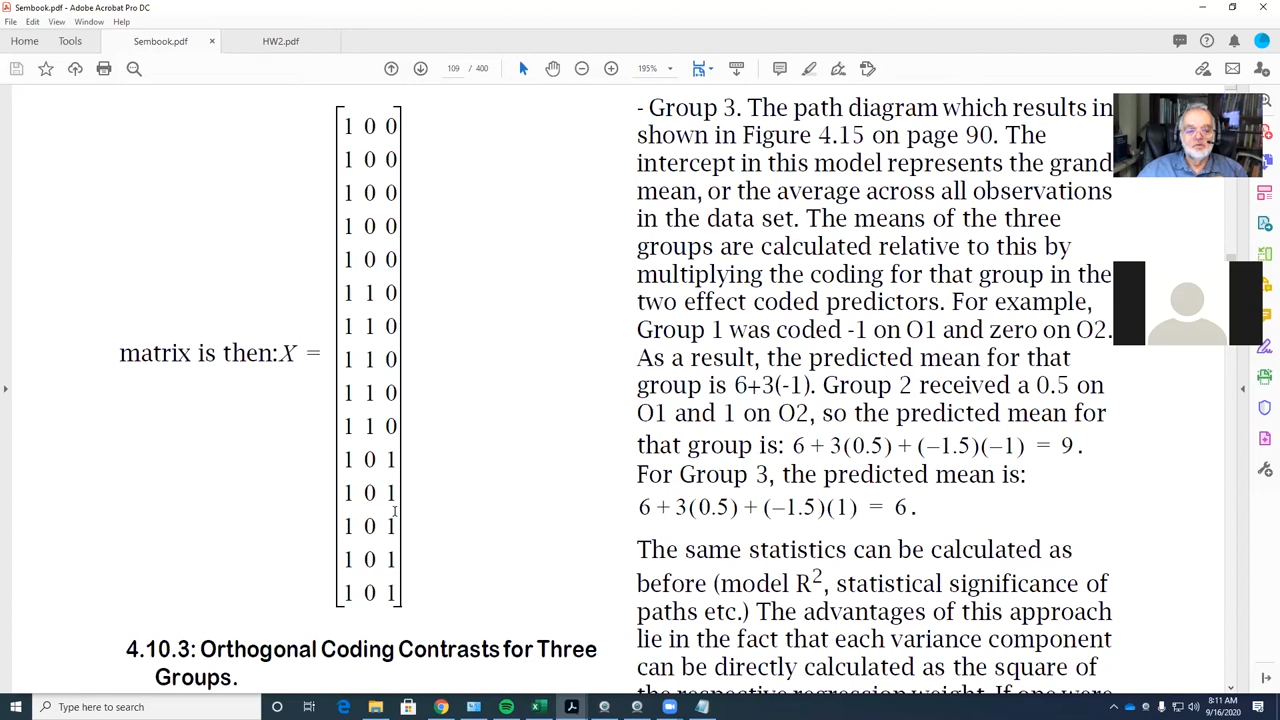 Sembook.pdf - Adobe Acrobat Pro DC
File Edit View Window Help
Home Tools Sembook.pdf × HW2.pdf
109 / 400 195%
1 0 0
1 0 0
1 0 0
1 0 0
1 0 0
1 1 0
1 1 0
1 1 0
matrix is then: X =
1 1 0
1 1 0
1 0 1
1 0 1
1 0 1
1 0 1
1 0 1
4.10.3: Orthogonal Coding Contrasts for Three
Groups.
- Group 3. The path diagram which results in
shown in Figure 4.15 on page 90. The
intercept in this model represents the grand
mean, or the average across all observations
in the data set. The means of the three
groups are calculated relative to this by
multiplying the coding for that group in the
two effect coded predictors. For example,
Group 1 was coded -1 on O1 and zero on O2.
As a result, the predicted mean for that
group is 6+3(-1). Group 2 received a 0.5 on
O1 and 1 on O2, so the predicted mean for
that group is: 6 + 3(0.5) + (−1.5)(−1) = 9 .
For Group 3, the predicted mean is:
6 + 3(0.5) + (−1.5)(1) = 6 .
The same statistics can be calculated as
before (model R², statistical significance of
paths etc.) The advantages of this approach
lie in the fact that each variance component
can be directly calculated as the square of
the respective regression weight. If one were
Type here to search
8:11 AM
9/16/2020